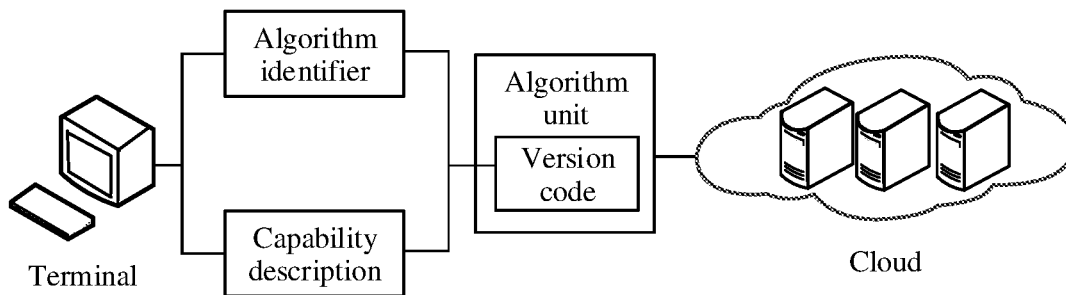 Algorithm
identifier
Algorithm
unit
Version
code
Capability
description
Terminal
Cloud